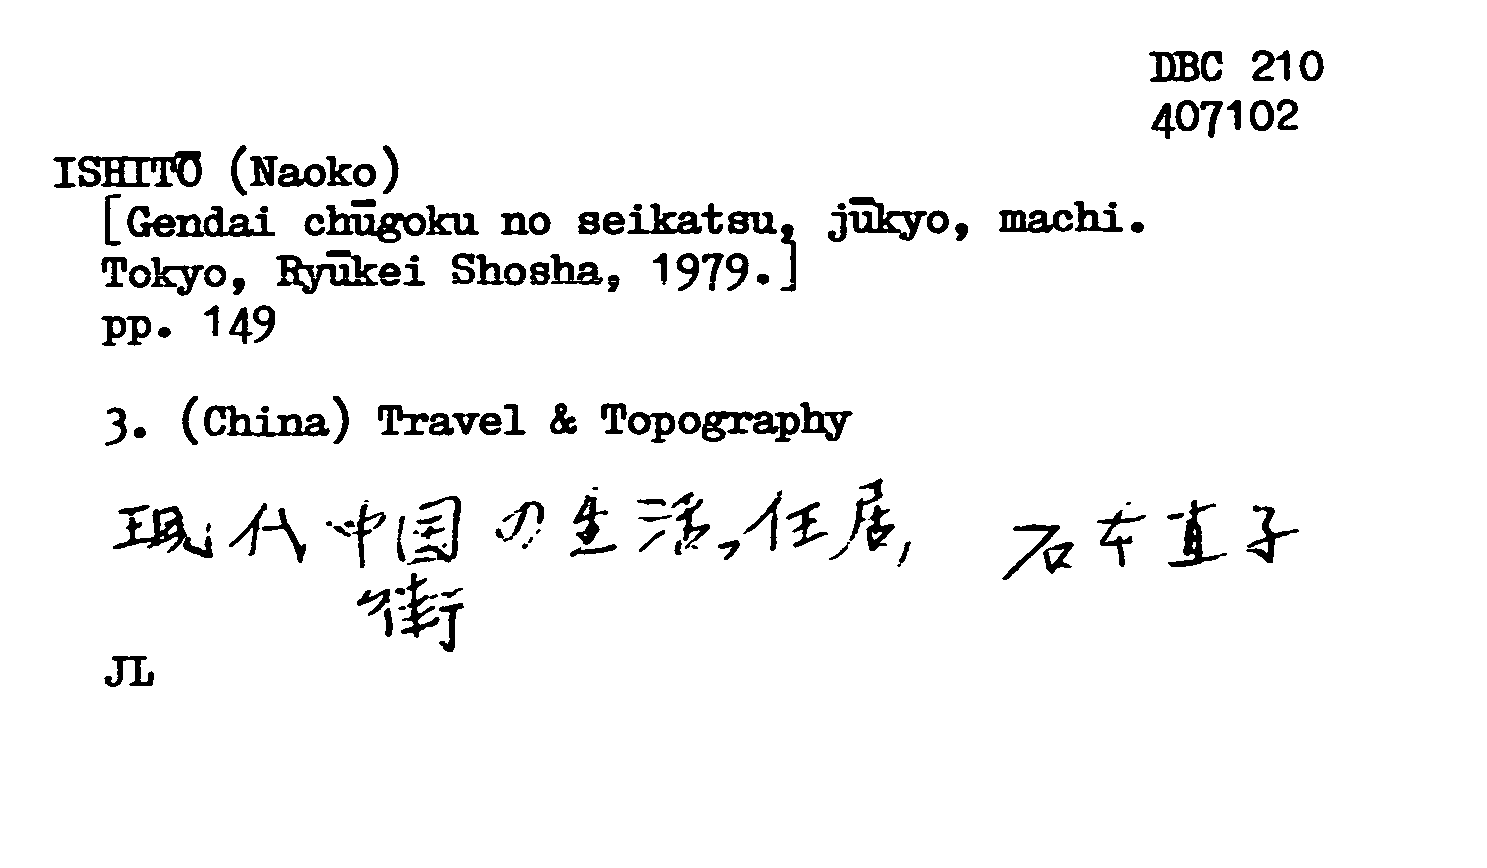 DBC 210
407102
ISHITŌ (Naoko)
[Gendai chūgoku no seikatsu, jūkyo, machi.
Tokyo, Ryūkei Shosha, 1979.]
pp. 149
3. (China) Travel & Topography
現代中国の生活,住居, 石本直子
街
JL